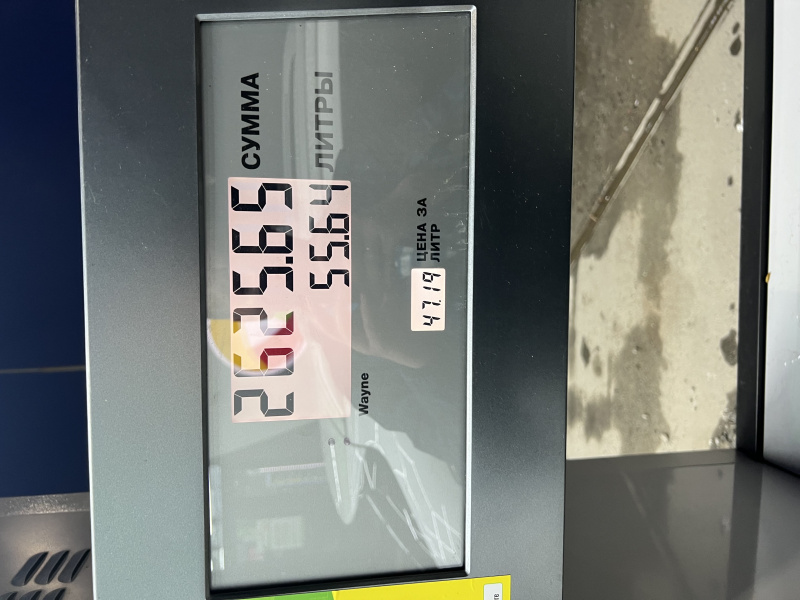 2625.65 СУММА
55.64 ЛИТРЫ
Wayne
47.19 ЦЕНА ЗА
ЛИТР